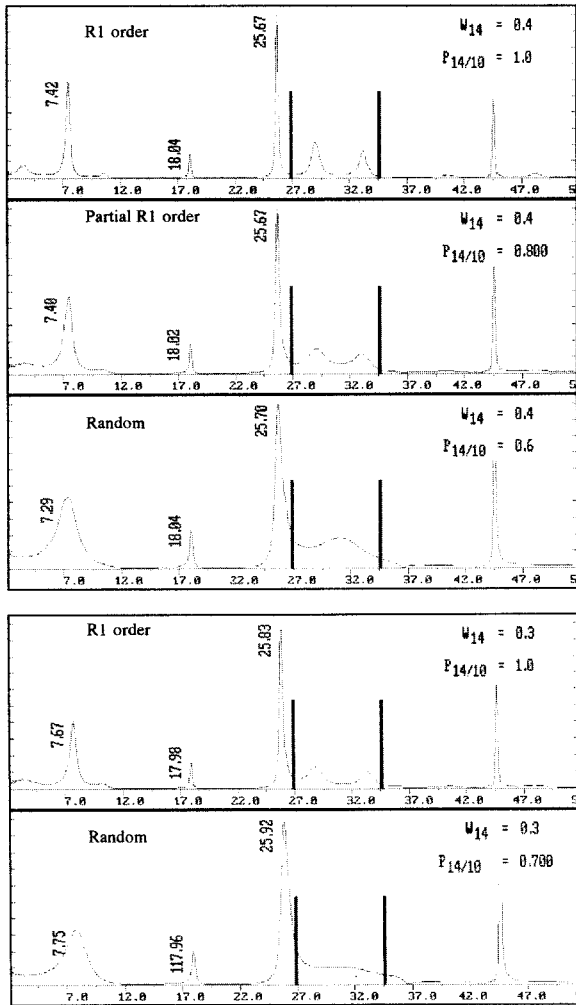 R1 order
7.42
18.04
25.67
W14 = 0.4
P14/10 = 1.0
7.0 12.0 17.0 22.0 27.0 32.0 37.0 42.0 47.0 5
Partial R1 order
7.40
18.02
25.67
W14 = 0.4
P14/10 = 0.800
7.0 12.0 17.0 22.0 27.0 32.0 37.0 42.0 47.0 5
Random
7.29
18.04
25.70
W14 = 0.4
P14/10 = 0.6
7.0 12.0 17.0 22.0 27.0 32.0 37.0 42.0 47.0 5
R1 order
7.67
17.98
25.83
W14 = 0.3
P14/10 = 1.0
7.0 12.0 17.0 22.0 27.0 32.0 37.0 42.0 47.0 5
Random
7.75
117.96
25.92
W14 = 0.3
P14/10 = 0.700
7.0 12.0 17.0 22.0 27.0 32.0 37.0 42.0 47.0 5